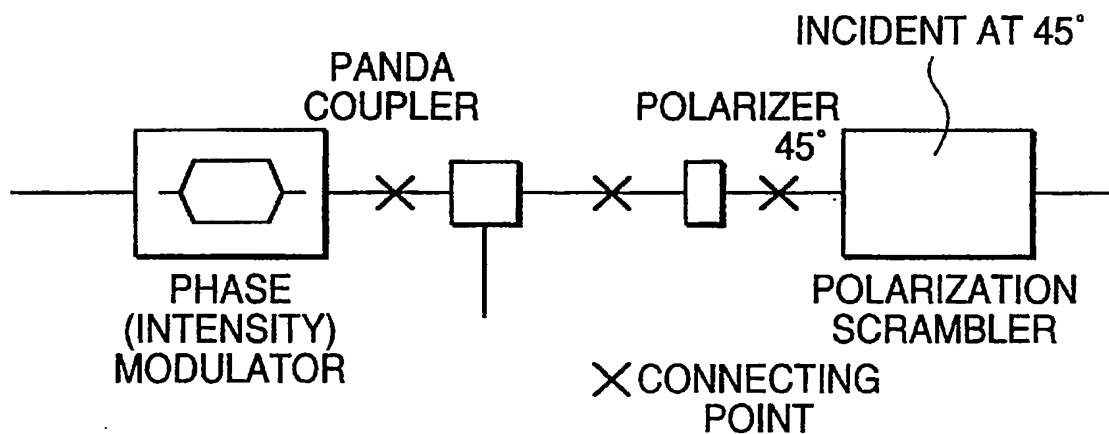 INCIDENT AT 45°
PANDA
COUPLER
POLARIZER
45°
PHASE
(INTENSITY)
MODULATOR
POLARIZATION
SCRAMBLER
CONNECTING
POINT